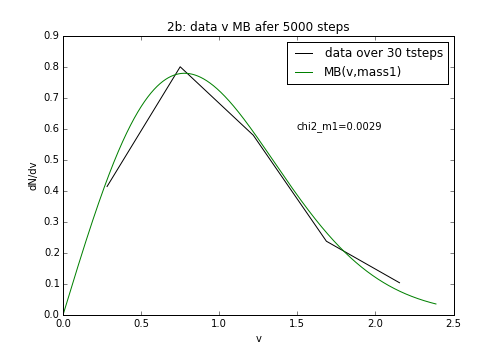 2b: data v MB afer 5000 steps
0.9
0.8
0.7
0.6
0.5
0.4
0.3
0.2
0.1
0.0
dN/dv
data over 30 tsteps
MB(v,mass1)
chi2_m1=0.0029
0.0 0.5 1.0 1.5 2.0 2.5
v